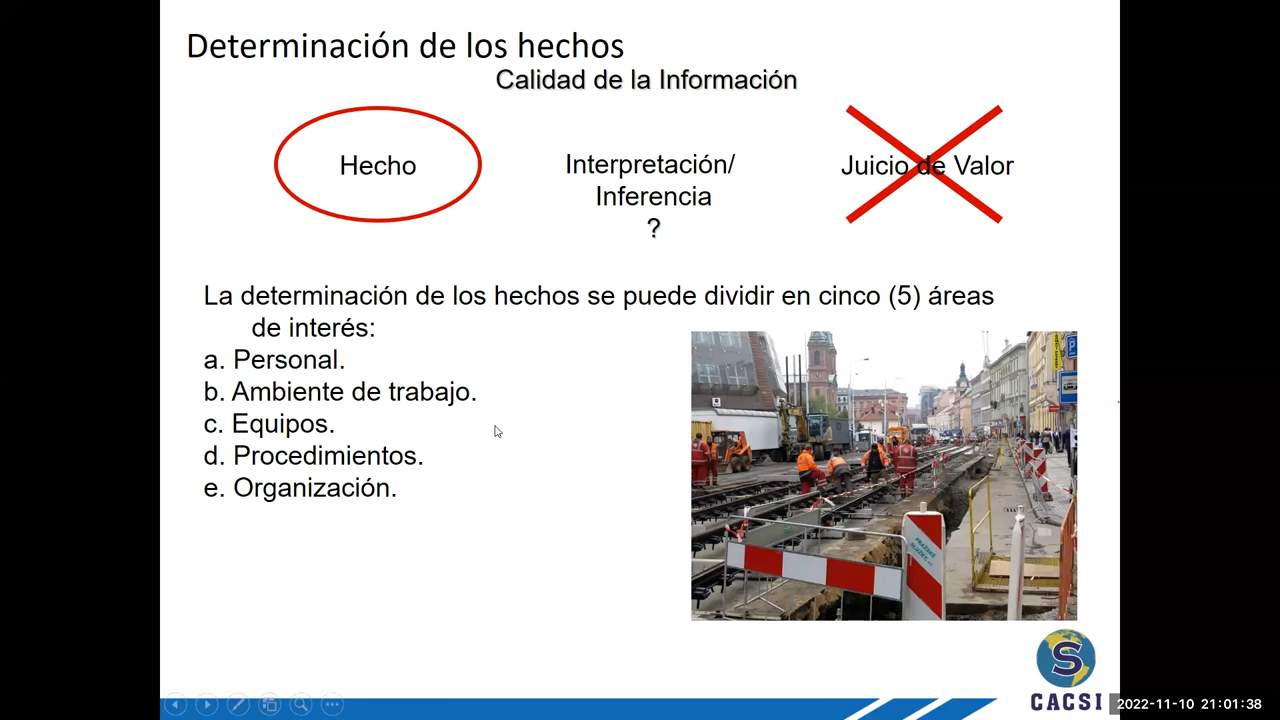 Determinación de los hechos
Calidad de la Información
Hecho
Interpretación/
Inferencia
?
Juicio de Valor
La determinación de los hechos se puede dividir en cinco (5) áreas
de interés:
a. Personal.
b. Ambiente de trabajo.
c. Equipos.
d. Procedimientos.
e. Organización.
PRAŽSKÉ
SLUŽBY
P
S
CACSI
2022-11-10 21:01:38